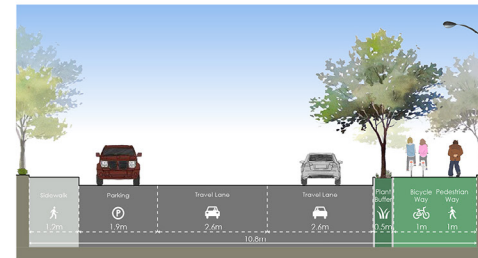 Sidewalk
1.2m
Parking
P
1.9m
Travel Lane
2.6m
Travel Lane
2.6m
Plant
Buffer
0.5m
Bicycle
Way
1m
Pedestrian
Way
1m
10.8m